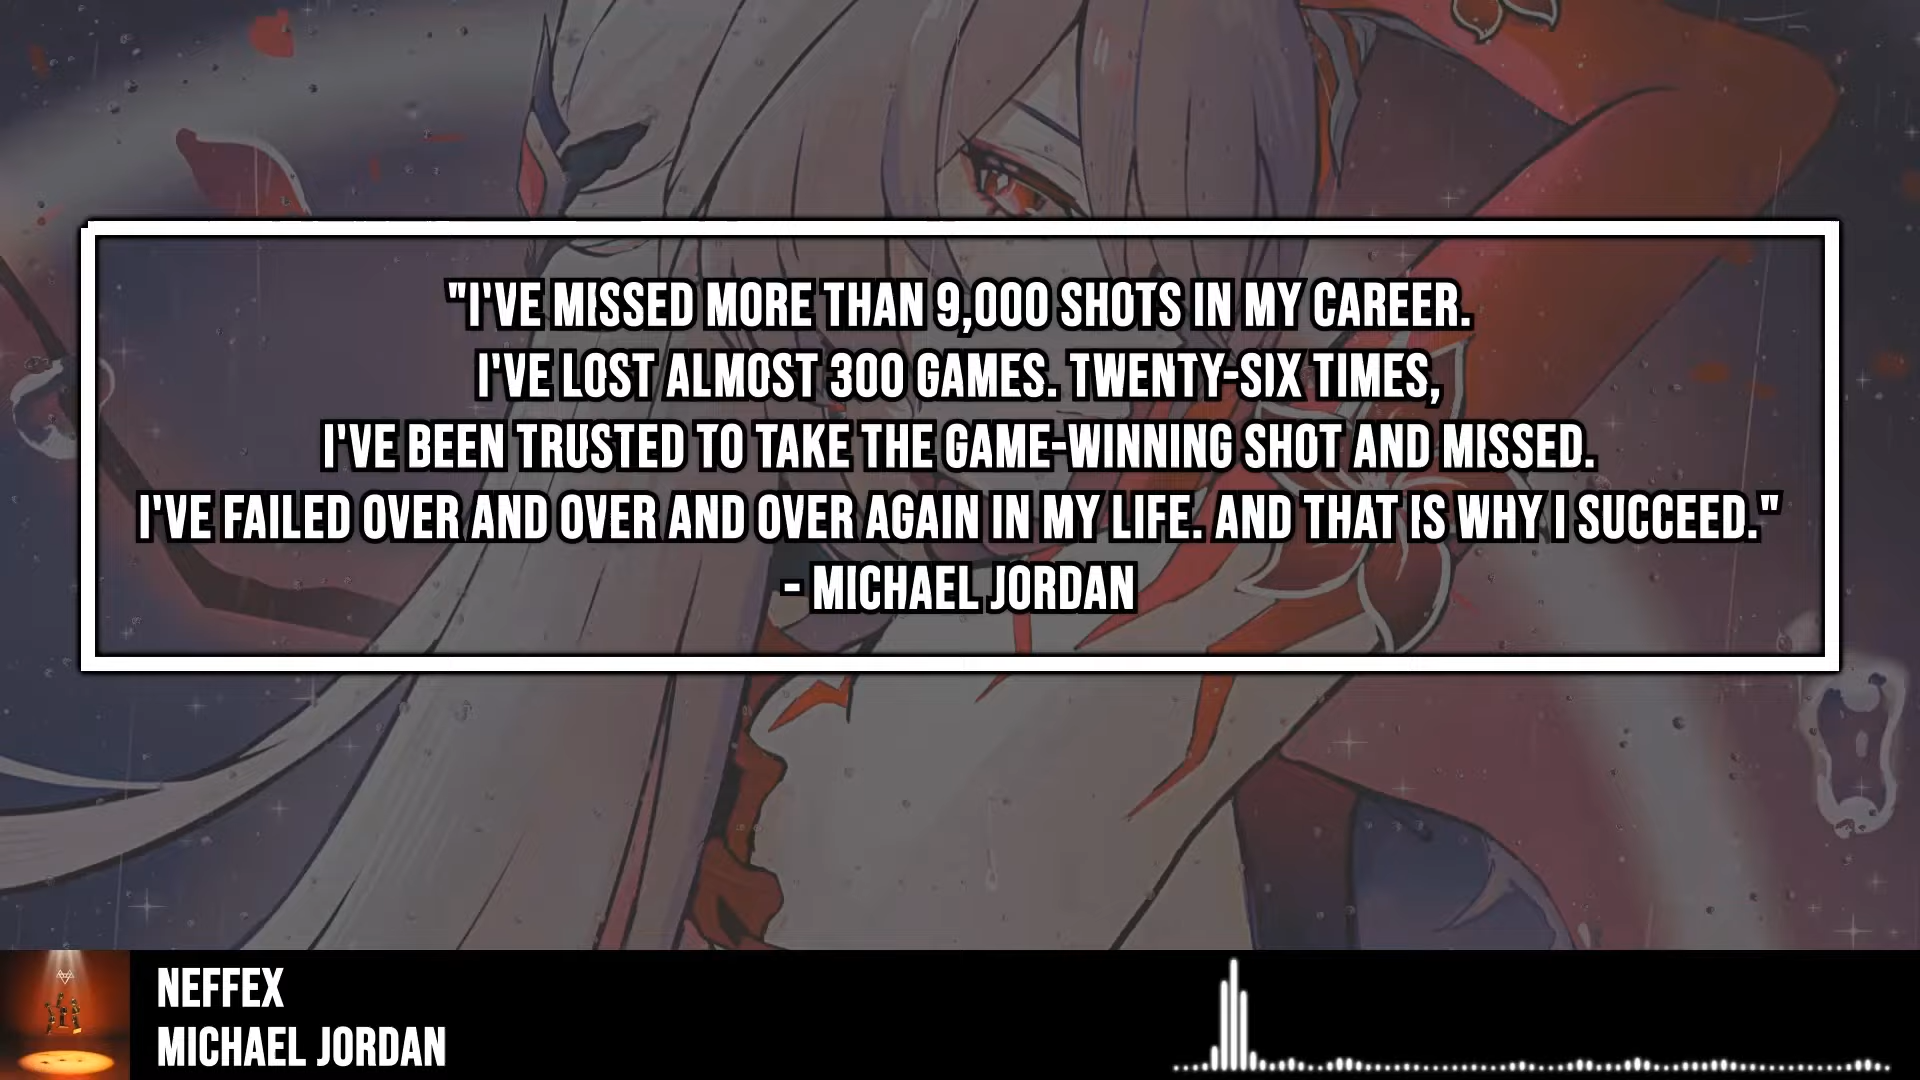 "I'VE MISSED MORE THAN 9,000 SHOTS IN MY CAREER.
I'VE LOST ALMOST 300 GAMES. TWENTY-SIX TIMES,
I'VE BEEN TRUSTED TO TAKE THE GAME-WINNING SHOT AND MISSED.
I'VE FAILED OVER AND OVER AND OVER AGAIN IN MY LIFE. AND THAT IS WHY I SUCCEED."
- MICHAEL JORDAN
NEFFEX
MICHAEL JORDAN